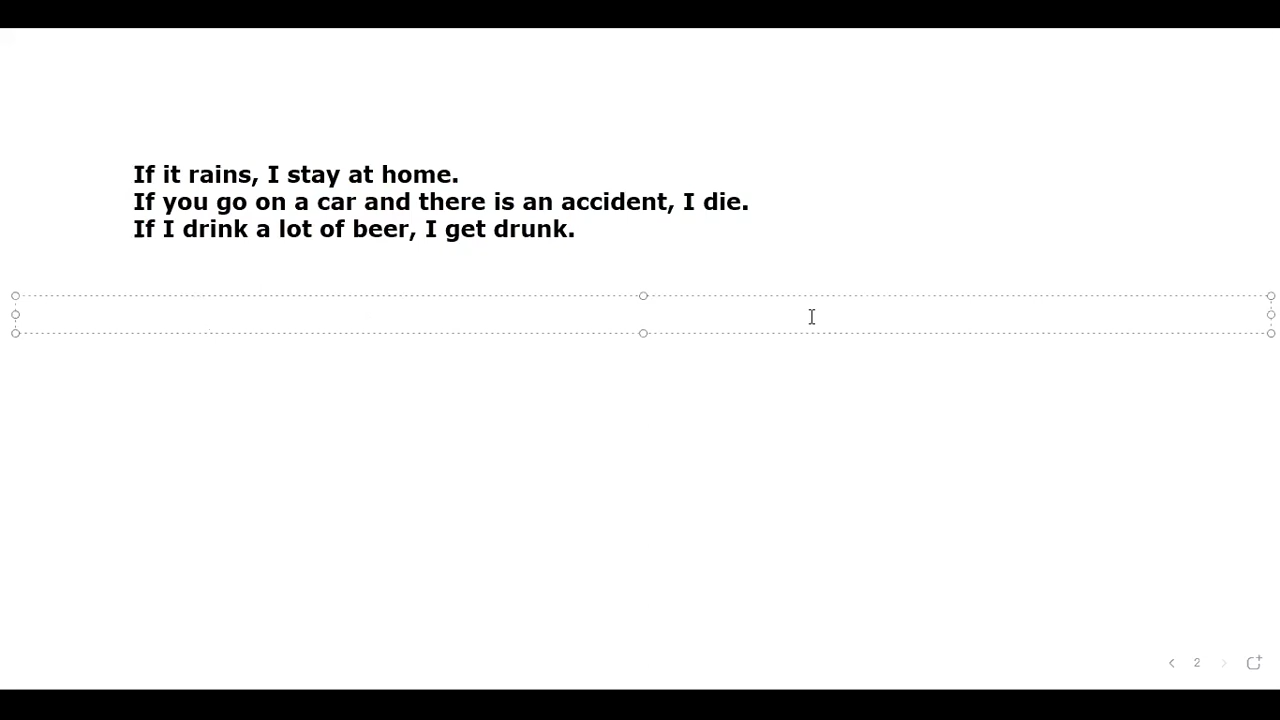 If it rains, I stay at home.
If you go on a car and there is an accident, I die.
If I drink a lot of beer, I get drunk.
2